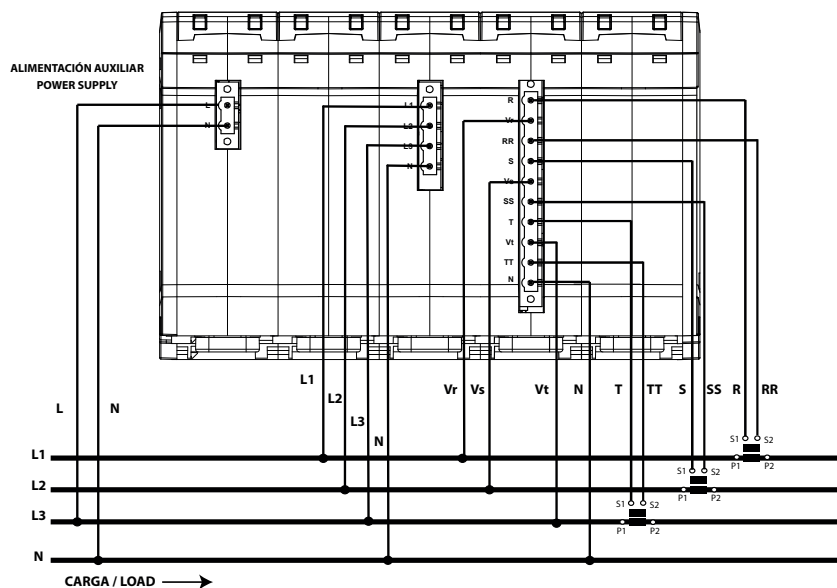 ALIMENTACIÓN AUXILIAR
POWER SUPPLY
L
N
L1
L2
L3
N
R
Vr
RR
S
Vs
SS
T
Vt
TT
N
L N L1 L2 L3 N Vr Vs Vt N T TT S SS R RR
L1
S1 S2
P1 P2
L2
S1 S2
P1 P2
L3
S1 S2
P1 P2
N
CARGA / LOAD